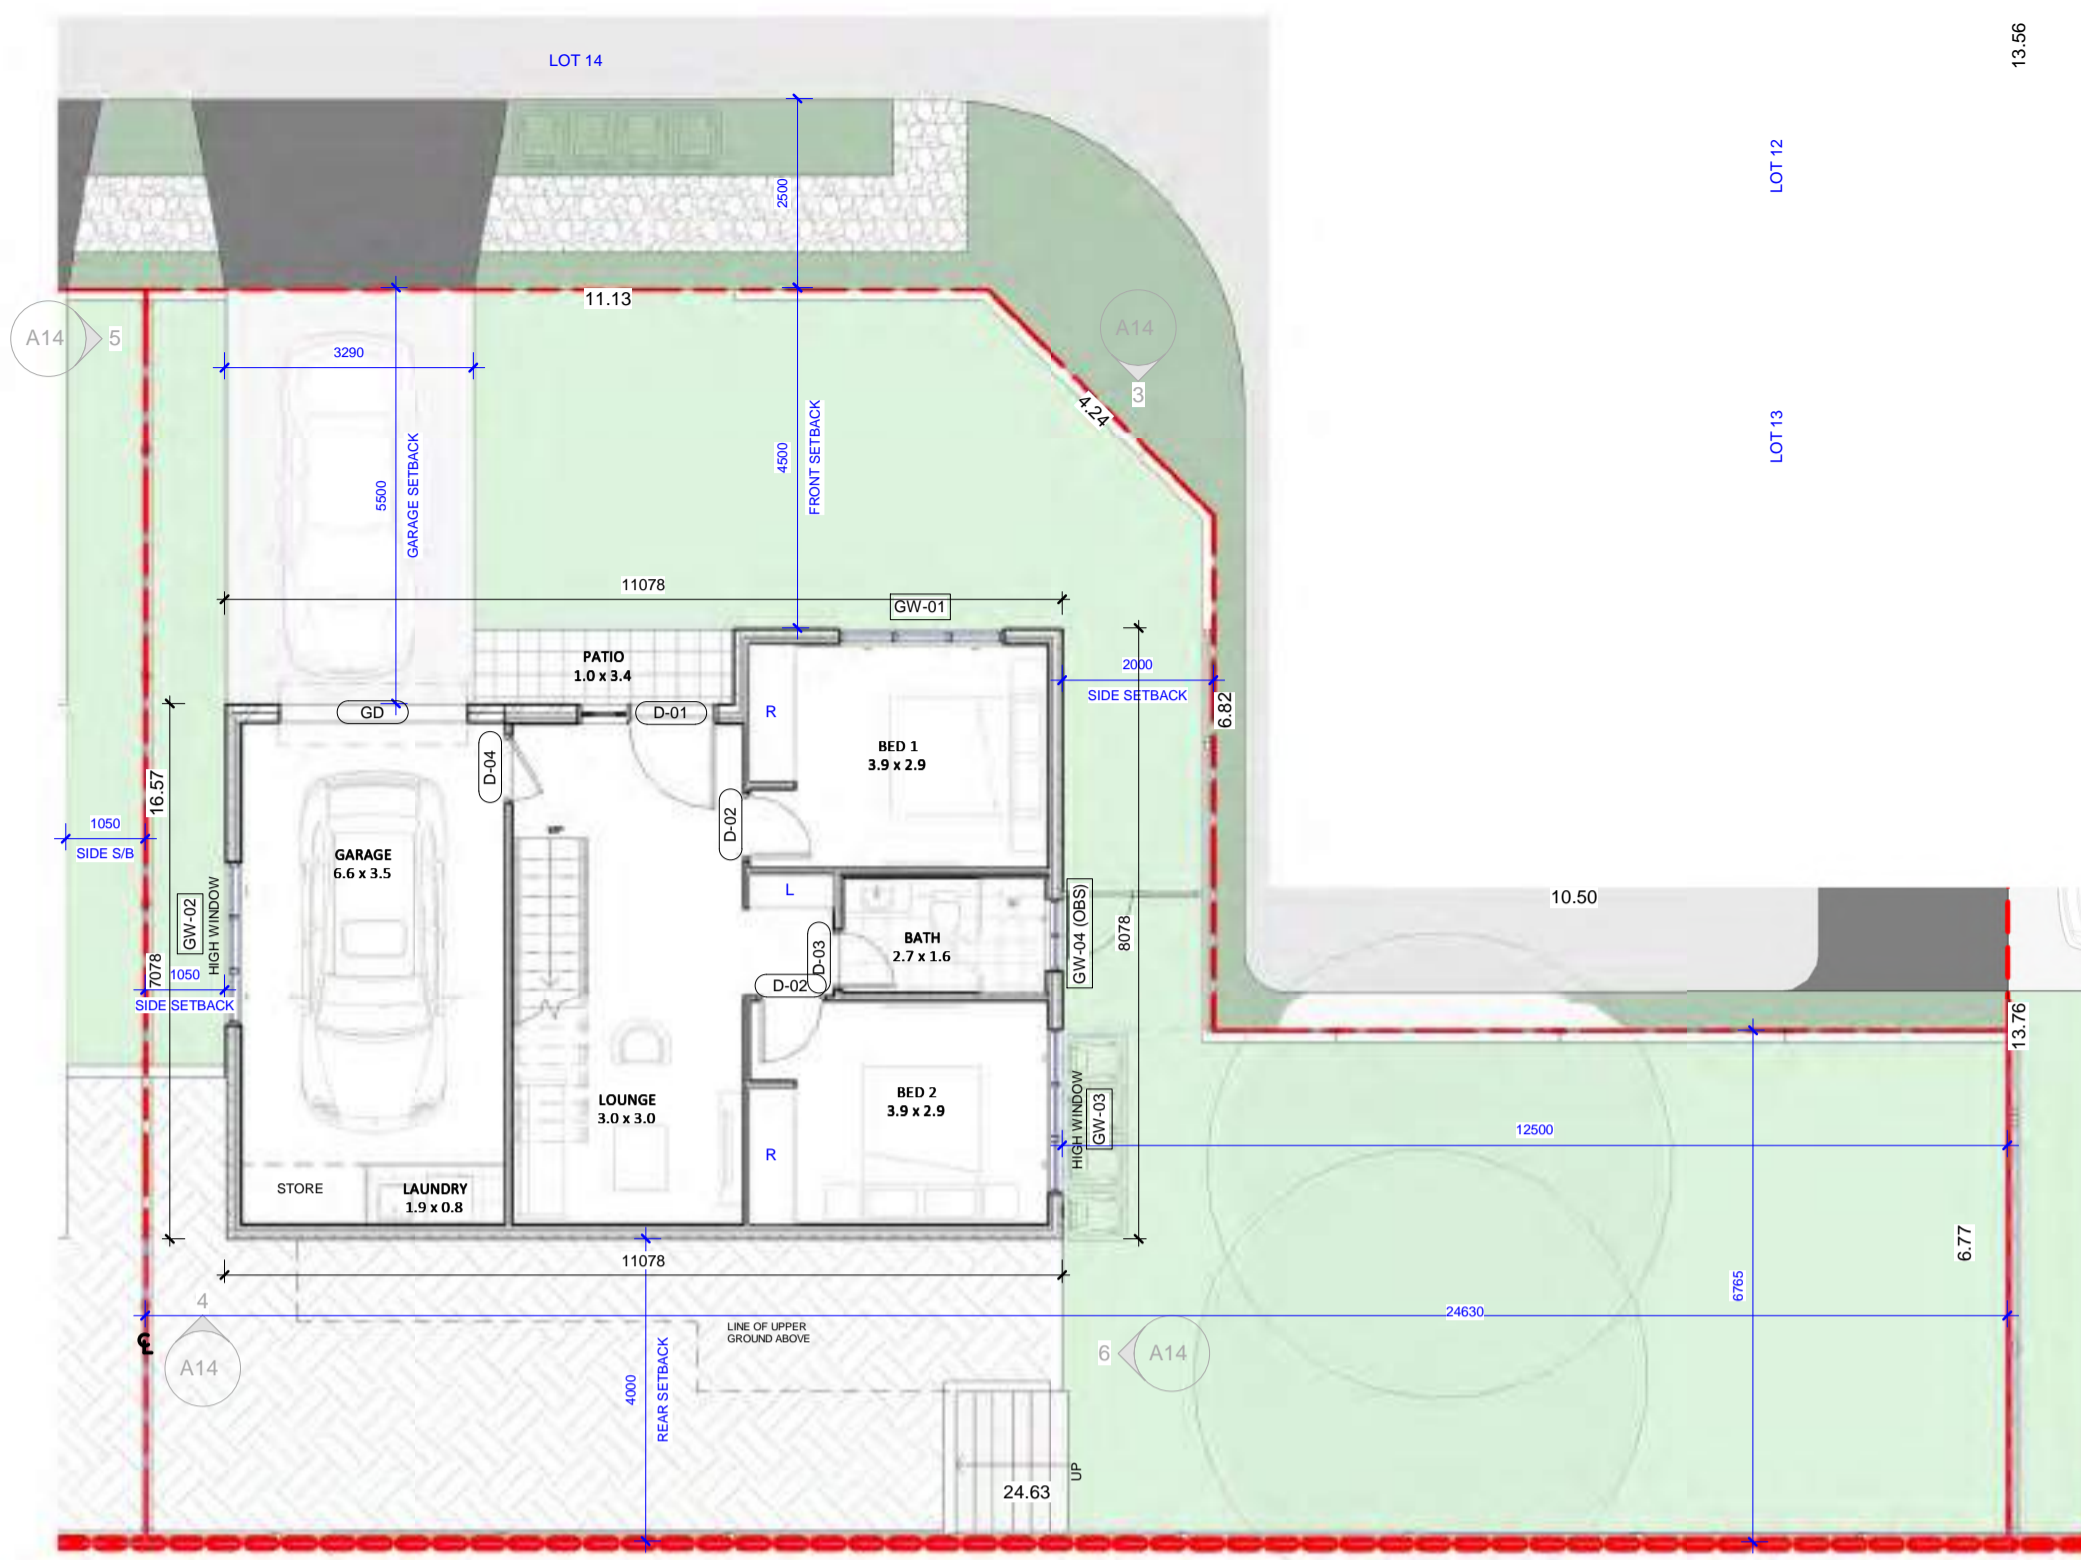 LOT 14
13.56
LOT 12
2500
11.13
A14
5
A14
3
3290
4.24
LOT 13
5500
GARAGE SETBACK
4500
FRONT SETBACK
11078
GW-01
PATIO
1.0 x 3.4
2000
SIDE SETBACK
6.82
GD
D-01
R
D-04
BED 1
3.9 x 2.9
16.57
1050
SIDE S/B
D-02
UP
GARAGE
6.6 x 3.5
L
10.50
GW-02
HIGH WINDOW
GW-04 (OBS)
8078
BATH
2.7 x 1.6
D-03
7078
1050
SIDE SETBACK
D-02
13.76
LOUNGE
3.0 x 3.0
BED 2
3.9 x 2.9
HIGH WINDOW
GW-03
12500
R
STORE
LAUNDRY
1.9 x 0.8
11078
6.77
6765
4
24630
LINE OF UPPER
GROUND ABOVE
A14
6
A14
4000
REAR SETBACK
UP
24.63